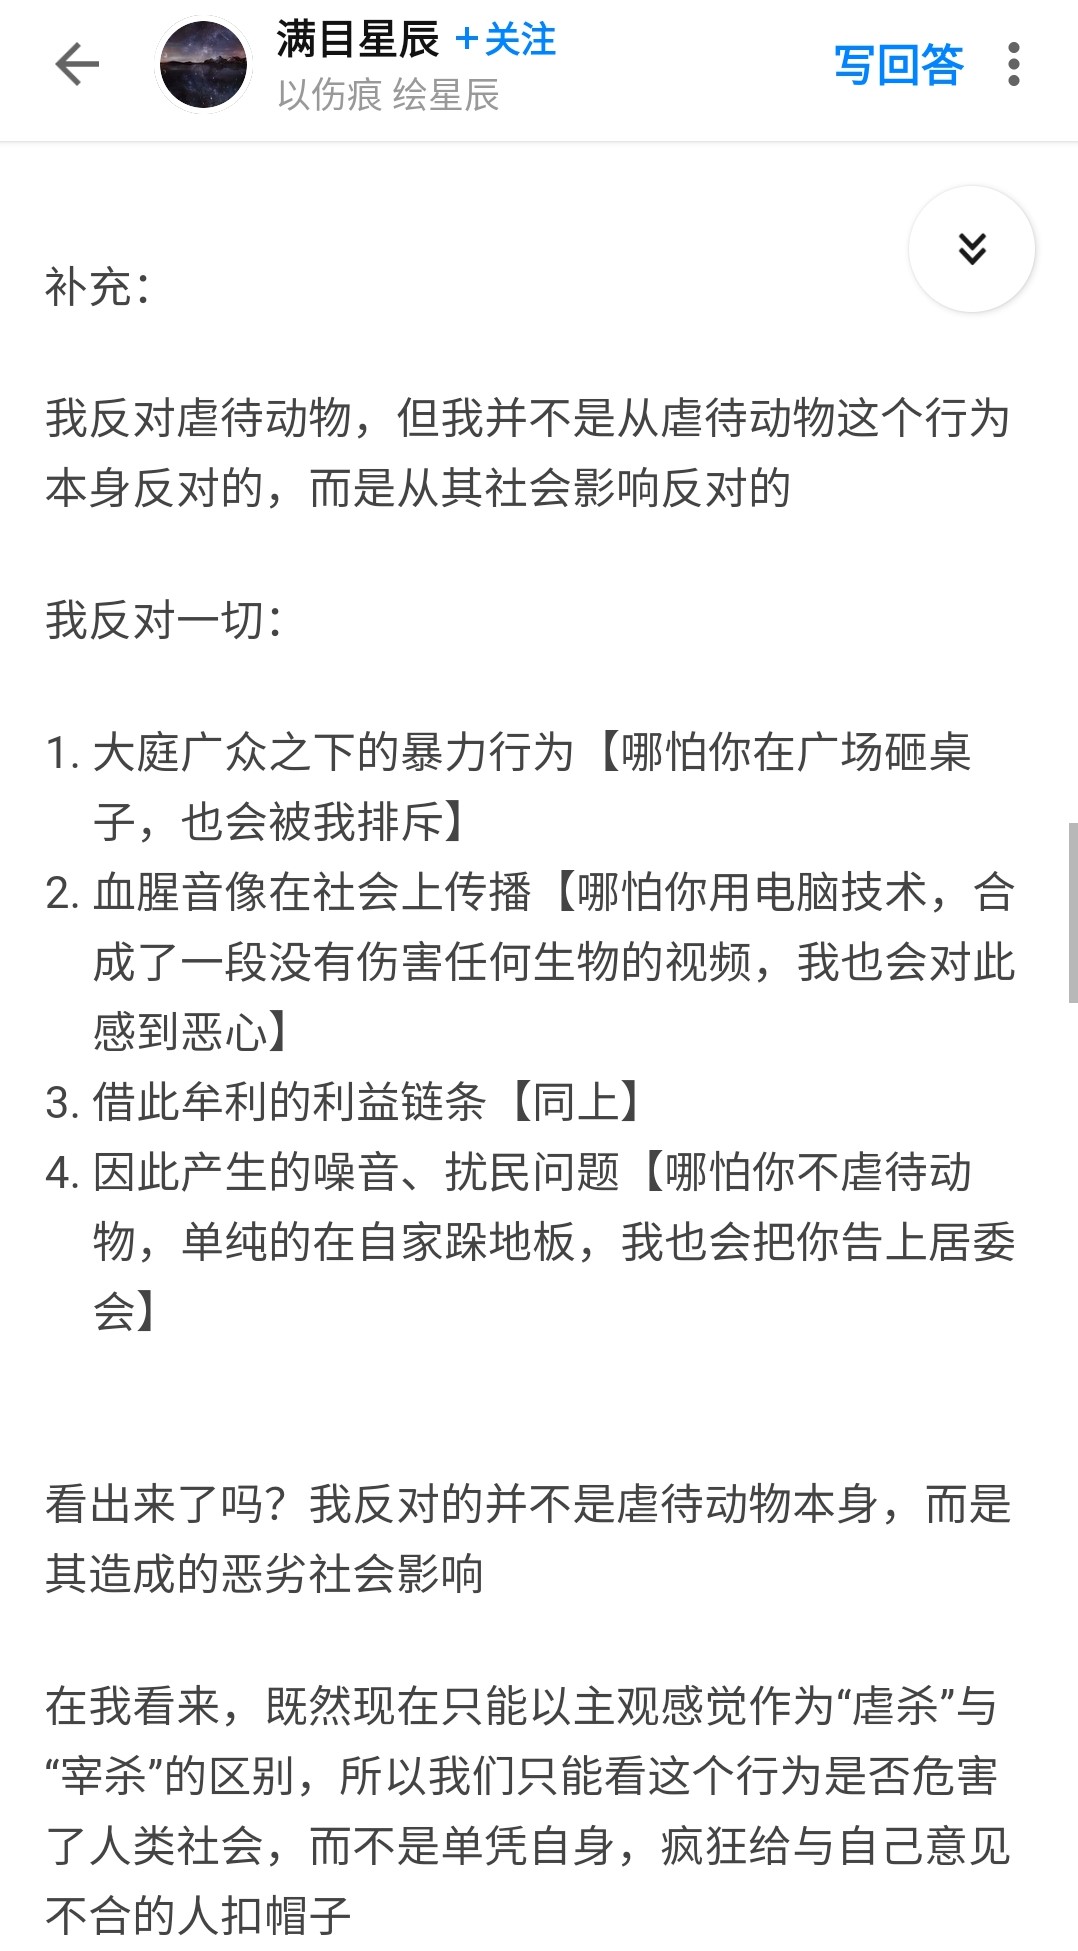 满目星辰 +关注
写回答
以伤痕 绘星辰
补充：
我反对虐待动物，但我并不是从虐待动物这个行为
本身反对的，而是从其社会影响反对的
我反对一切：
1. 大庭广众之下的暴力行为【哪怕你在广场砸桌
子，也会被我排斥】
2. 血腥音像在社会上传播【哪怕你用电脑技术，合
成了一段没有伤害任何生物的视频，我也会对此
感到恶心】
3. 借此牟利的利益链条【同上】
4. 因此产生的噪音、扰民问题【哪怕你不虐待动
物，单纯的在自家跺地板，我也会把你告上居委
会】
看出来了吗？我反对的并不是虐待动物本身，而是
其造成的恶劣社会影响
在我看来，既然现在只能以主观感觉作为“虐杀”与
“宰杀”的区别，所以我们只能看这个行为是否危害
了人类社会，而不是单凭自身，疯狂给与自己意见
不合的人扣帽子